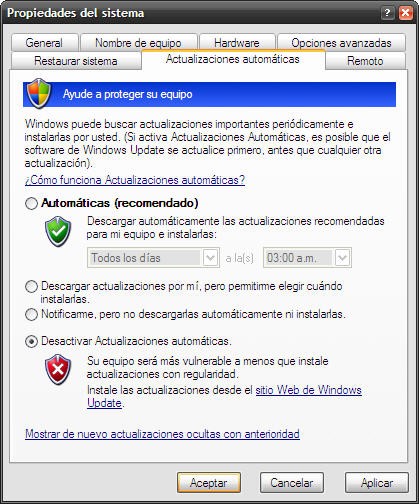 Propiedades del sistema
General
Nombre de equipo
Hardware
Opciones avanzadas
Restaurar sistema
Actualizaciones automáticas
Remoto
Ayude a proteger su equipo
Windows puede buscar actualizaciones importantes periódicamente e
instalarlas por usted. (Si activa Actualizaciones Automáticas, es posible que el
software de Windows Update se actualice primero, antes que cualquier otra
actualización).
¿Cómo funciona Actualizaciones automáticas?
Automáticas (recomendado)
Descargar automáticamente las actualizaciones recomendadas
para mi equipo e instalarlas:
Todos los días
a la(s)
03:00 a.m.
Descargar actualizaciones por mí, pero permitirme elegir cuándo
instalarlas.
Notificarme, pero no descargarlas automáticamente ni instalarlas.
Desactivar Actualizaciones automáticas.
Su equipo será más vulnerable a menos que instale
actualizaciones con regularidad.
Instale las actualizaciones desde el sitio Web de Windows
Update.
Mostrar de nuevo actualizaciones ocultas con anterioridad
Aceptar
Cancelar
Aplicar